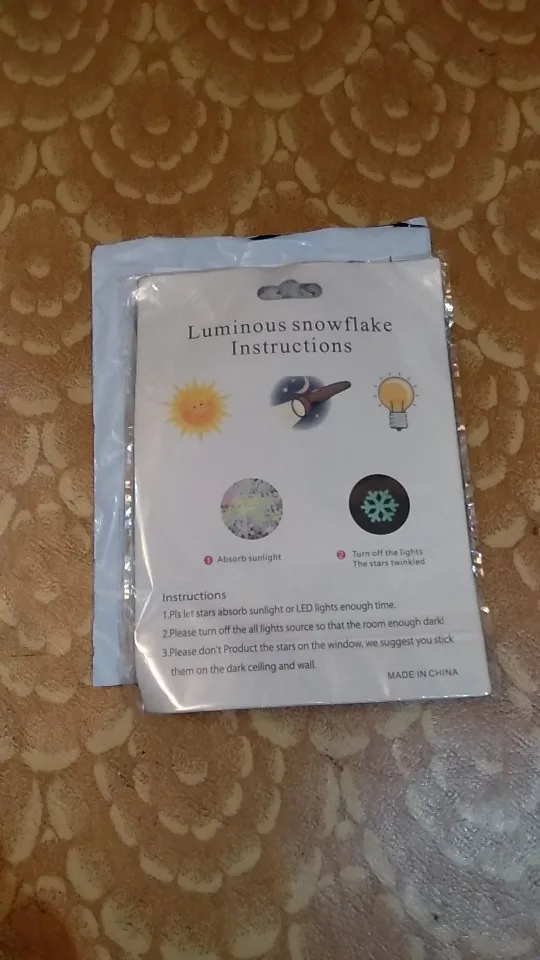 Luminous snowflake
Instructions
1 Absorb sunlight
2 Turn off the lights
The stars twinkled
Instructions
1.Pls let stars absorb sunlight or LED lights enough time.
2.Please turn off the all lights source so that the room enough dark!
3.Please don't Product the stars on the window, we suggest you stick
them on the dark ceiling and wall.
MADE IN CHINA